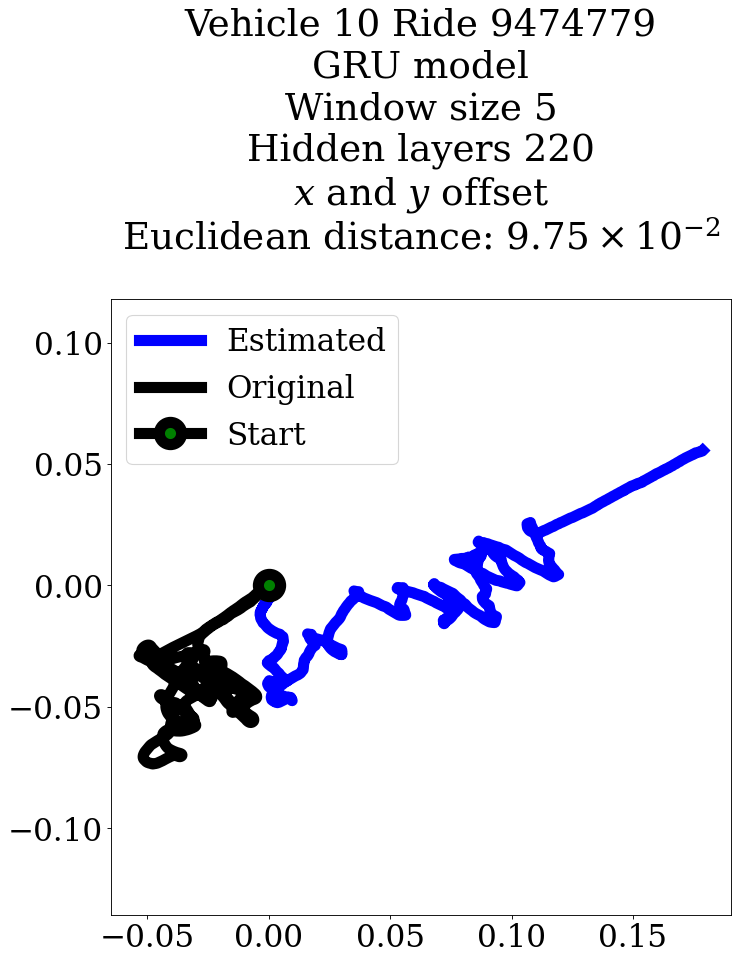 Vehicle 10 Ride 9474779
GRU model
Window size 5
Hidden layers 220
x and y offset
Euclidean distance: 9.75 × 10⁻²
Estimated
Original
Start
0.10
0.05
0.00
−0.05
−0.10
−0.05 0.00 0.05 0.10 0.15